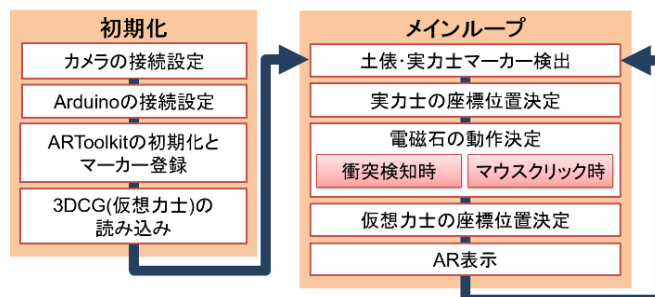 初期化
カメラの接続設定
Arduinoの接続設定
ARToolkitの初期化と
マーカー登録
3DCG(仮想力士)の
読み込み
メインループ
土俵・実力士マーカー検出
実力士の座標位置決定
電磁石の動作決定
衝突検知時
マウスクリック時
仮想力士の座標位置決定
AR表示